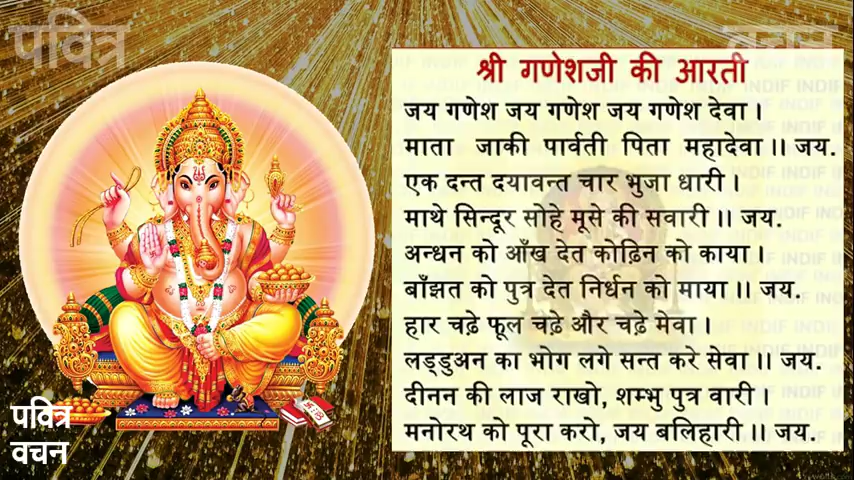 पवित्र
वचन
श्री गणेशजी की आरती
जय गणेश जय गणेश जय गणेश देवा।
माता जाकी पार्वती पिता महादेवा।। जय.
एक दन्त दयावन्त चार भुजा धारी।
माथे सिन्दूर सोहे मूसे की सवारी।। जय.
अन्धन को आँख देत कोढ़िन को काया।
बाँझत को पुत्र देत निर्धन को माया।। जय.
हार चढ़े फूल चढ़े और चढ़े मेवा।
लड्डुअन का भोग लगे सन्त करे सेवा।। जय.
दीनन की लाज राखो, शम्भु पुत्र वारी।
मनोरथ को पूरा करो, जय बलिहारी।। जय.
पवित्र
वचन